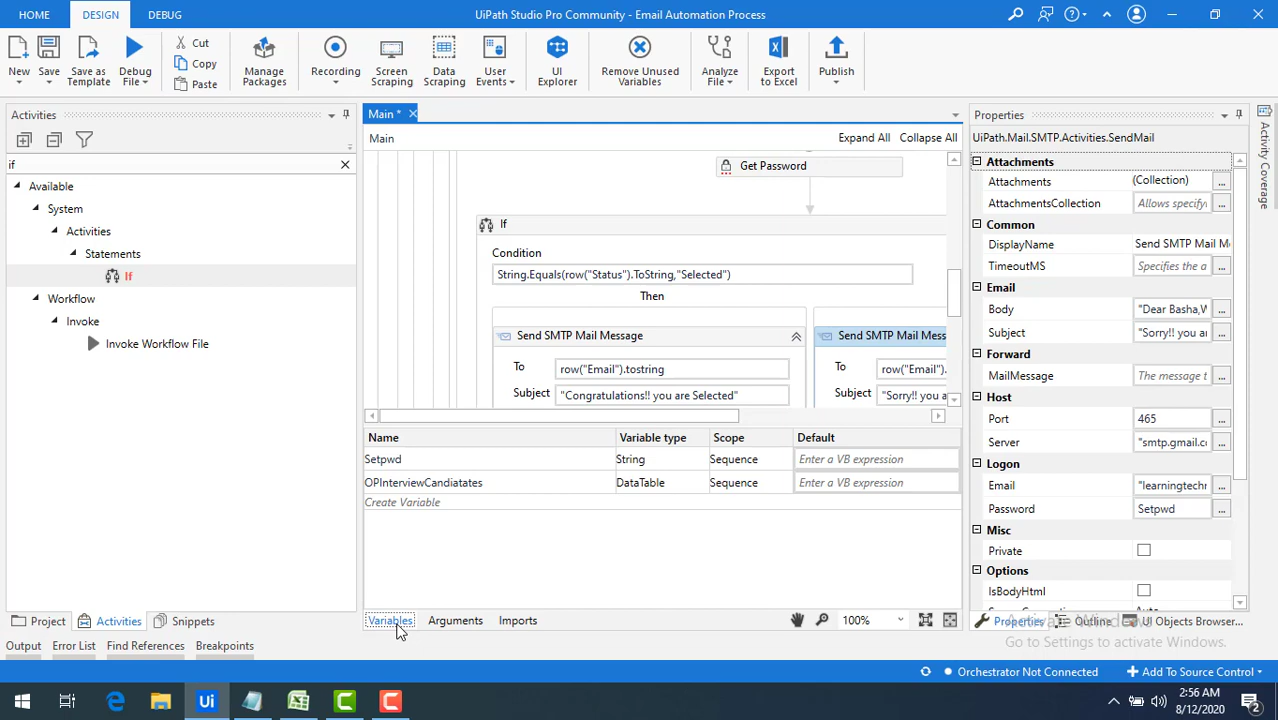 HOME DESIGN DEBUG UiPath Studio Pro Community - Email Automation Process
New Save Save as Template Debug File Cut Copy Paste Manage Packages Recording Screen Scraping Data Scraping User Events UI Explorer Remove Unused Variables Analyze File Export to Excel Publish
Activities
if
Available
System
Activities
Statements
If
Workflow
Invoke
Invoke Workflow File
Project Activities Snippets
Main *
Main Expand All Collapse All
Get Password
If
Condition
String.Equals(row("Status").ToString,"Selected")
Then
Send SMTP Mail Message Send SMTP Mail Mess
To row("Email").tostring To row("Email").
Subject "Congratulations!! you are Selected" Subject "Sorry!! you a
Name Variable type Scope Default
Setpwd String Sequence Enter a VB expression
OPInterviewCandiatates DataTable Sequence Enter a VB expression
Create Variable
Variables Arguments Imports 100%
Properties
UiPath.Mail.SMTP.Activities.SendMail
Attachments
Attachments (Collection) ...
AttachmentsCollection Allows specify ...
Common
DisplayName Send SMTP Mail M
TimeoutMS Specifies the a ...
Email
Body "Dear Basha,W ...
Subject "Sorry!! you ar ...
Forward
MailMessage The message t ...
Host
Port 465 ...
Server "smtp.gmail.co ...
Logon
Email "learningtechn ...
Password Setpwd ...
Misc
Private
Options
IsBodyHtml
Properties Outline UI Objects Browser...
Activity Coverage
Activate Windows
Go to Settings to activate Windows.
Output Error List Find References Breakpoints
Orchestrator Not Connected Add To Source Control
Ui
2:56 AM
8/12/2020
2